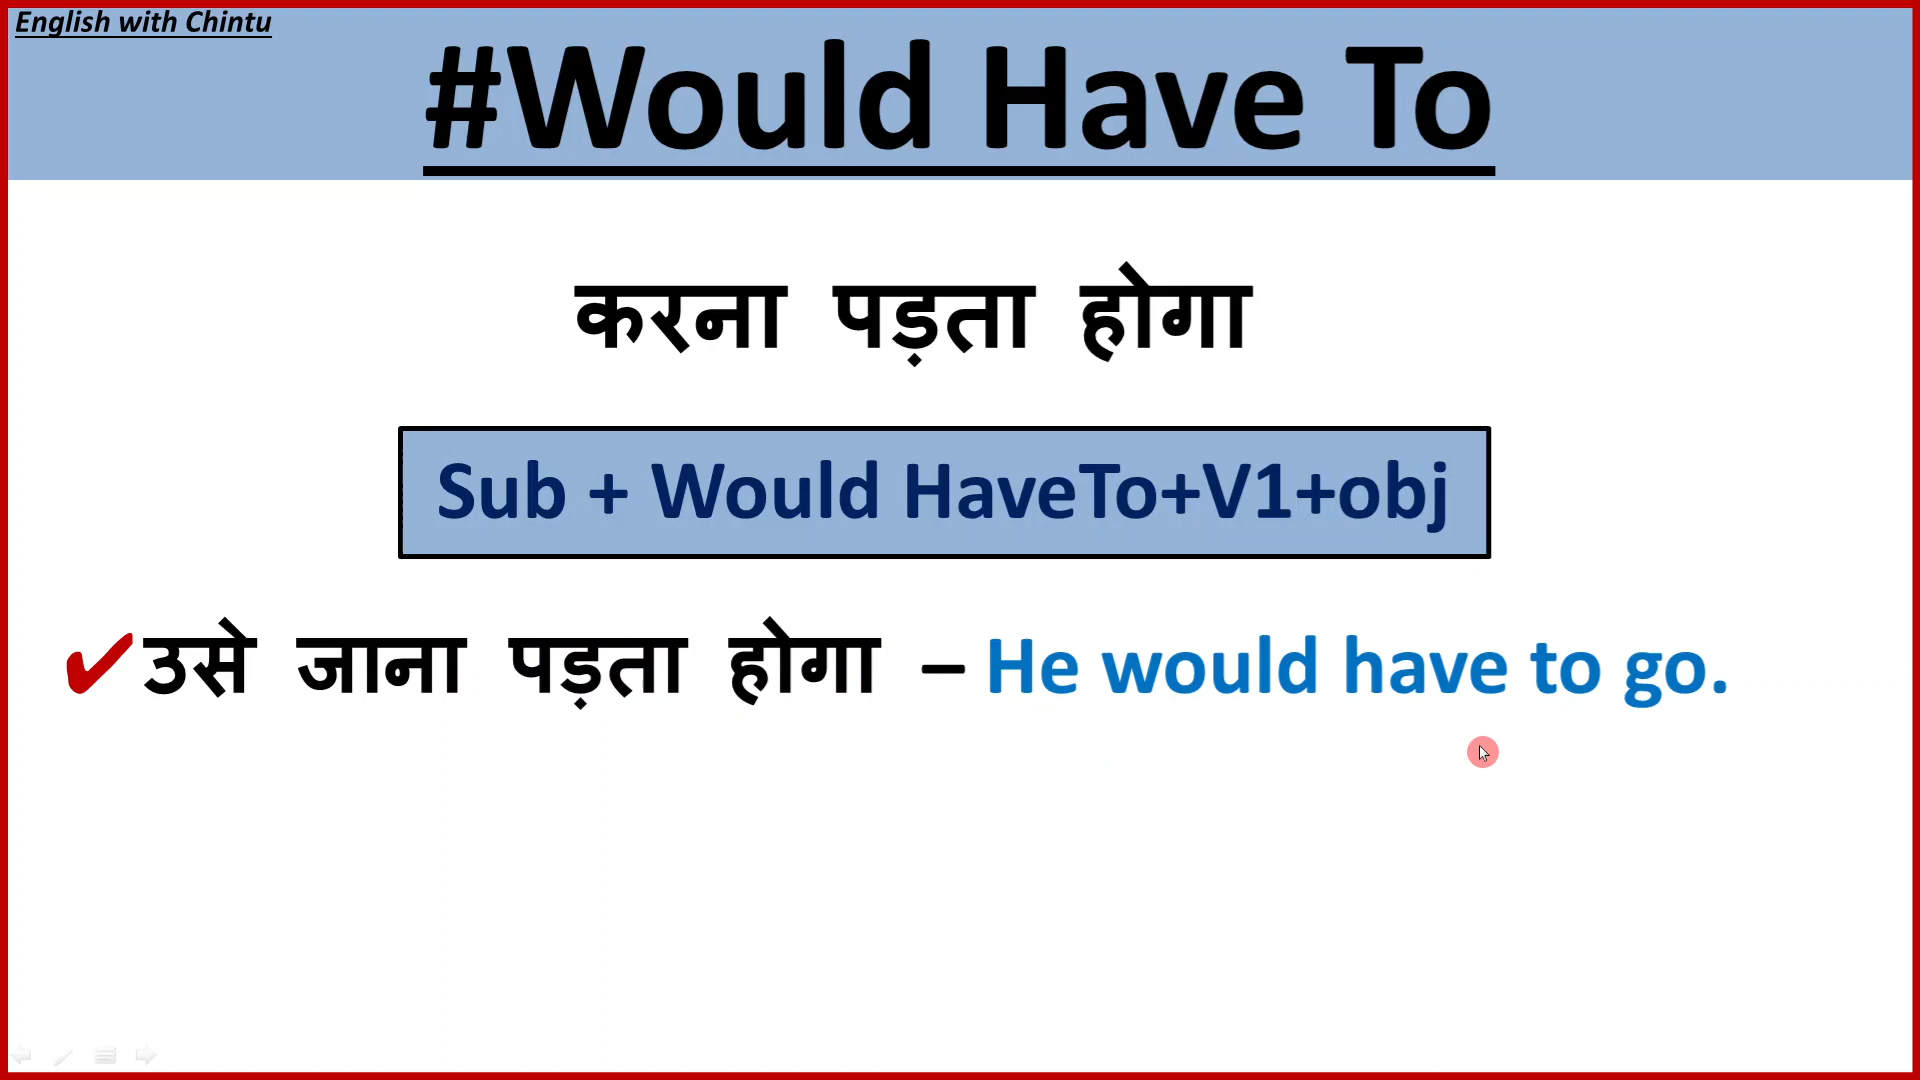 English with Chintu
#Would Have To
करना पड़ता होगा
Sub + Would HaveTo+V1+obj
✔उसे जाना पड़ता होगा – He would have to go.